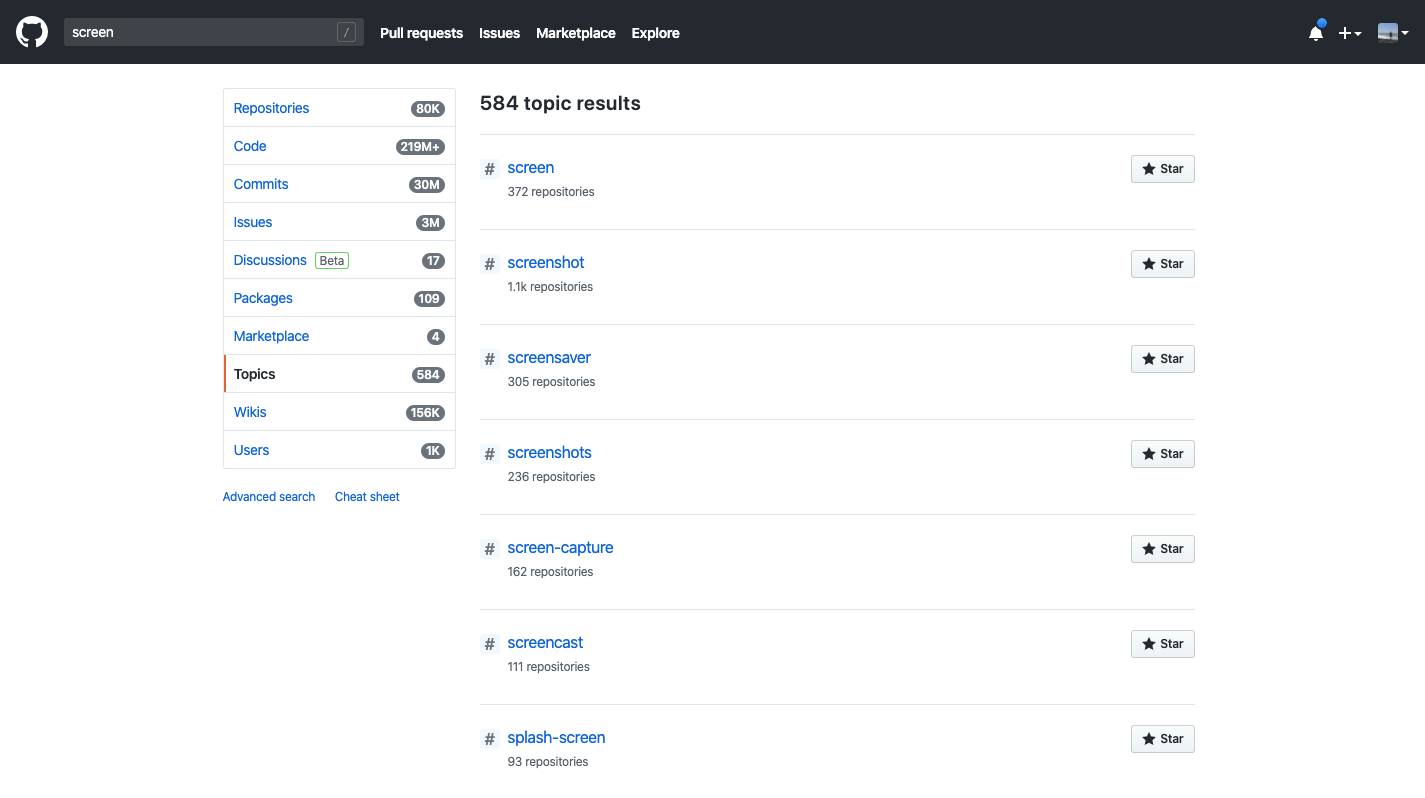 screen /
Pull requests Issues Marketplace Explore
Repositories 80K
Code 219M+
Commits 30M
Issues 3M
Discussions Beta 17
Packages 109
Marketplace 4
Topics 584
Wikis 156K
Users 1K
Advanced search Cheat sheet
584 topic results
# screen Star
372 repositories
# screenshot Star
1.1k repositories
# screensaver Star
305 repositories
# screenshots Star
236 repositories
# screen-capture Star
162 repositories
# screencast Star
111 repositories
# splash-screen Star
93 repositories